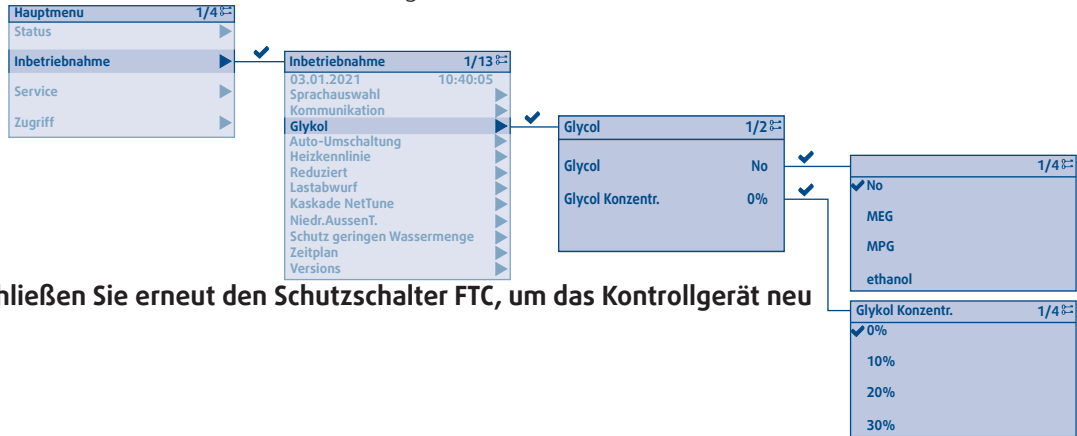 Hauptmenu 1/4
Status
Inbetriebnahme
Service
Zugriff
Inbetriebnahme 1/13
03.01.2021 10:40:05
Sprachauswahl
Kommunikation
Glykol
Auto-Umschaltung
Heizkennlinie
Reduziert
Lastabwurf
Kaskade NetTune
Niedr.AussenT.
Schutz geringen Wassermenge
Zeitplan
Versions
Glycol 1/2
Glycol No
Glycol Konzentr. 0%
1/4
No
MEG
MPG
ethanol
Glykol Konzentr. 1/4
0%
10%
20%
30%
hließen Sie erneut den Schutzschalter FTC, um das Kontrollgerät neu